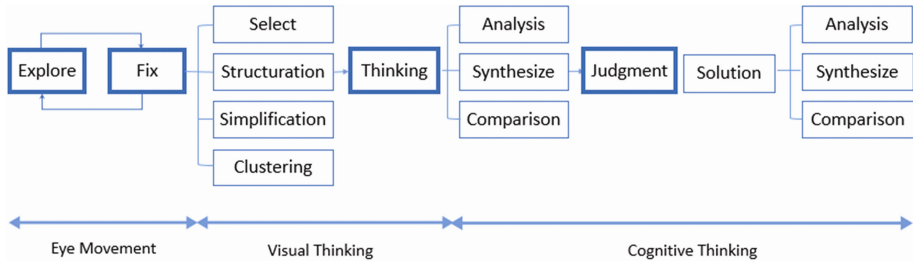 Explore
Fix
Select
Structuration
Simplification
Clustering
Thinking
Analysis
Synthesize
Comparison
Judgment
Solution
Analysis
Synthesize
Comparison
Eye Movement
Visual Thinking
Cognitive Thinking